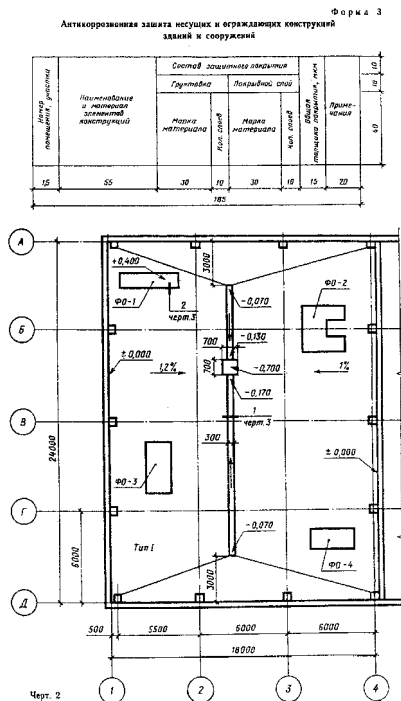 Форма 3
Антикоррозионная защита несущих и ограждающих конструкций
зданий и сооружений
Номер помещения, участки
Наименование и материал элементов конструкций
Состав защитного покрытия
Грунтовка
Покрывной слой
Марка материала
Кол. слоев
Марка материала
Кол. слоев
Общая толщина покрытия, мкм
Приме-
чания
10
10
40
15
55
30
10
30
10
15
20
185
А
Б
В
Г
Д
+0,400
ФО-1
2
черт.3
3000
-0,070
ФО-2
±0,000
1,2%
700
700
-0,130
-0,700
-0,170
1%
1
черт.3
300
24000
ФО-3
±0,000
6000
Тип I
-0,070
3000
ФО-4
500
5500
6000
6000
18000
1
2
3
4
Черт. 2